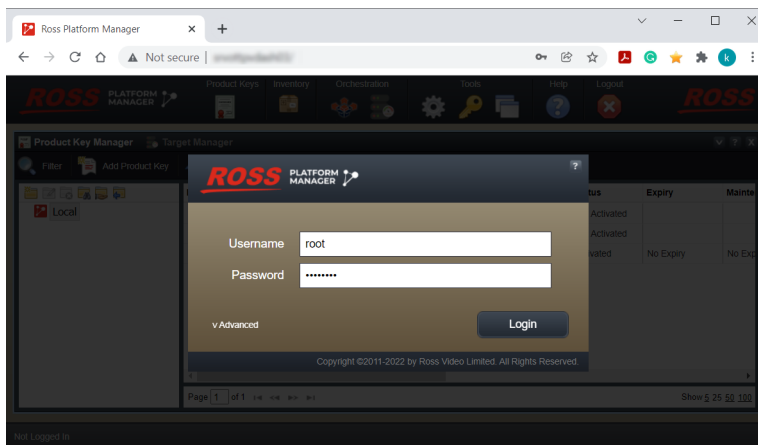 Ross Platform Manager
Not secure
Product Keys Inventory Orchestration Tools Help Logout
ROSS PLATFORM MANAGER
ROSS
Product Key Manager Target Manager
Filter Add Product Key
ROSS PLATFORM MANAGER
?
Local
tus Expiry Mainte
Activated
Activated
vated No Expiry No Exp
Username root
Password ••••••••
v Advanced Login
Copyright ©2011-2022 by Ross Video Limited. All Rights Reserved.
Page 1 of 1 Show 5 25 50 100
Not Logged In